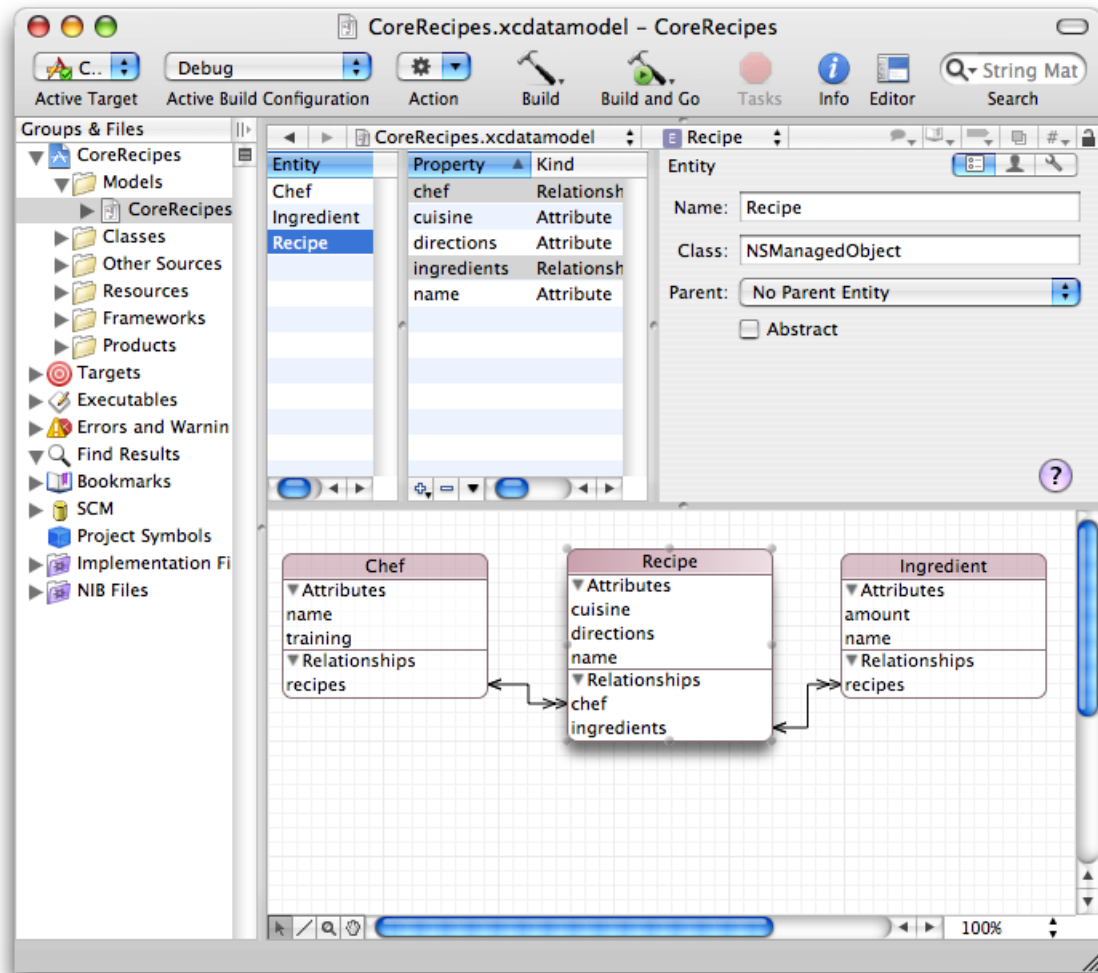 CoreRecipes.xcdatamodel – CoreRecipes
C.. Debug String Mat
Active Target Active Build Configuration Action Build Build and Go Tasks Info Editor Search
Groups & Files
CoreRecipes
Models
CoreRecipes
Classes
Other Sources
Resources
Frameworks
Products
Targets
Executables
Errors and Warnin
Find Results
Bookmarks
SCM
Project Symbols
Implementation Fi
NIB Files
CoreRecipes.xcdatamodel E Recipe #
Entity
Chef
Ingredient
Recipe
Property Kind
chef Relationsh
cuisine Attribute
directions Attribute
ingredients Relationsh
name Attribute
Entity
Name: Recipe
Class: NSManagedObject
Parent: No Parent Entity
Abstract
?
Chef
Attributes
name
training
Relationships
recipes
Recipe
Attributes
cuisine
directions
name
Relationships
chef
ingredients
Ingredient
Attributes
amount
name
Relationships
recipes
100%